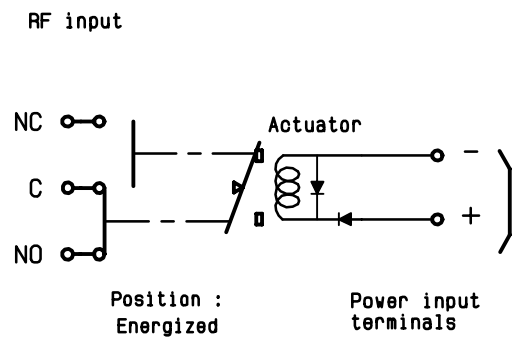 RF input
NC
Actuator
-
C
+
NO
Position :
Energized
Power input
terminals